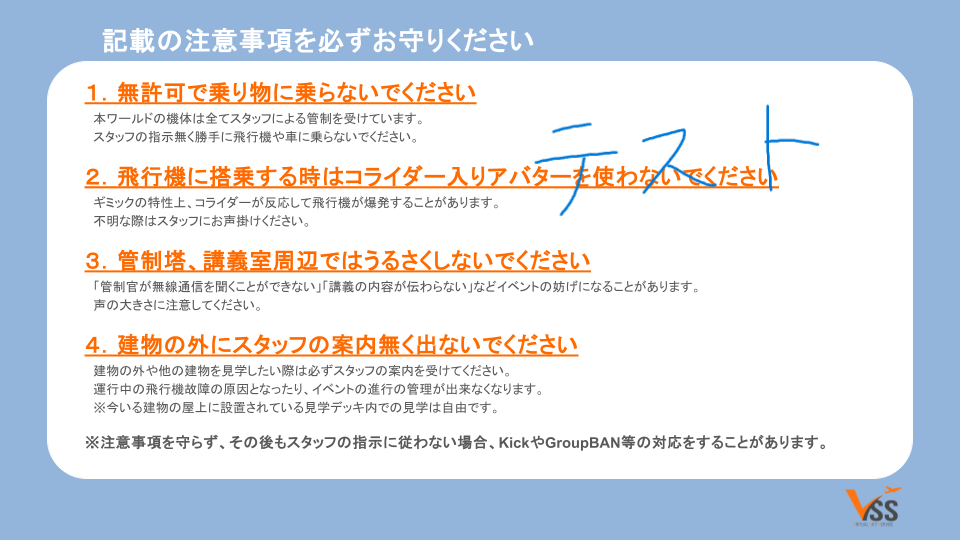 記載の注意事項を必ずお守りください
１．無許可で乗り物に乗らないでください
本ワールドの機体は全てスタッフによる管制を受けています。
スタッフの指示無く勝手に飛行機や車に乗らないでください。
テスト
２．飛行機に搭乗する時はコライダー入りアバターを使わないでください
ギミックの特性上、コライダーが反応して飛行機が爆発することがあります。
不明な際はスタッフにお声掛けください。
３．管制塔、講義室周辺ではうるさくしないでください
「管制官が無線通信を聞くことができない」「講義の内容が伝わらない」などイベントの妨げになることがあります。
声の大きさに注意してください。
４．建物の外にスタッフの案内無く出ないでください
建物の外や他の建物を見学したい際は必ずスタッフの案内を受けてください。
運行中の飛行機故障の原因となったり、イベントの進行の管理が出来なくなります。
※今いる建物の屋上に設置されている見学デッキ内での見学は自由です。
※注意事項を守らず、その後もスタッフの指示に従わない場合、KickやGroupBAN等の対応をすることがあります。
VSS